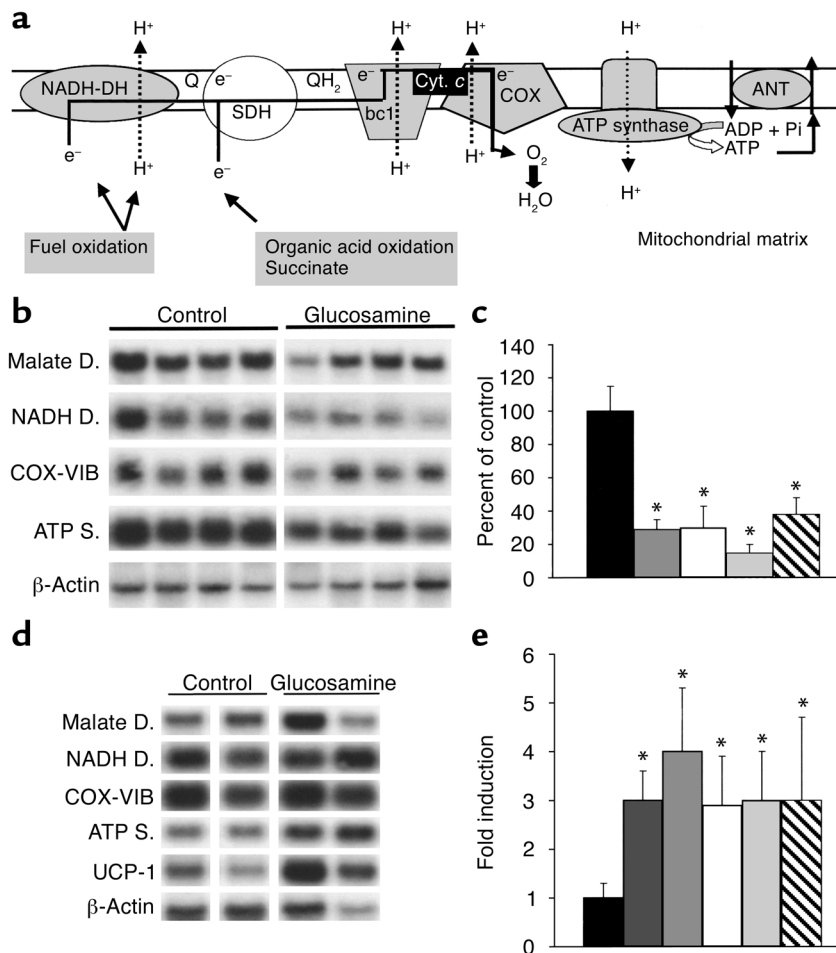 a
H⁺ H⁺ H⁺ H⁺
NADH-DH Q e⁻ QH₂ e⁻ Cyt. c e⁻ ANT
SDH bc1 COX
ATP synthase ADP + Pi
e⁻ H⁺ e⁻ H⁺ H⁺ O₂ ATP
H⁺
H₂O
Fuel oxidation Organic acid oxidation
Succinate
Mitochondrial matrix
b
Control Glucosamine
Malate D.
NADH D.
COX-VIB
ATP S.
β-Actin
c
Percent of control
140
120
100
80
60
40
20
0
* * * *
d
Control Glucosamine
Malate D.
NADH D.
COX-VIB
ATP S.
UCP-1
β-Actin
e
Fold induction
6
5
4
3
2
1
0
* * * * *